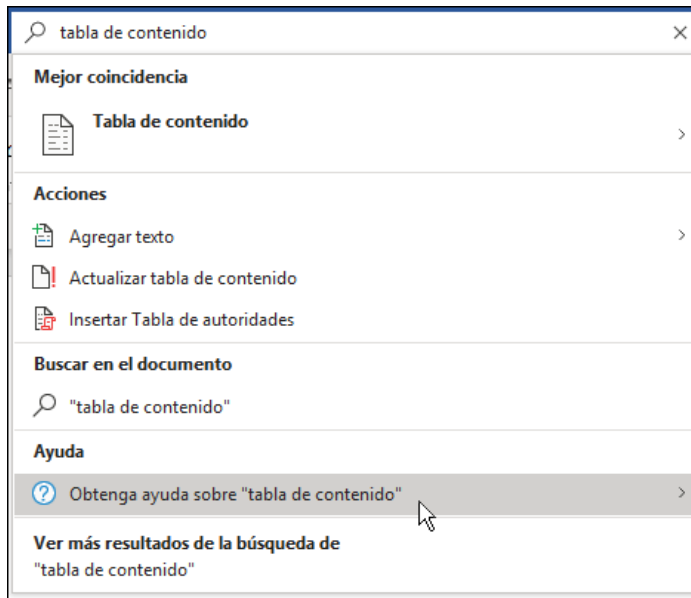 tabla de contenido
Mejor coincidencia
Tabla de contenido
Acciones
Agregar texto
Actualizar tabla de contenido
Insertar Tabla de autoridades
Buscar en el documento
"tabla de contenido"
Ayuda
Obtenga ayuda sobre "tabla de contenido"
Ver más resultados de la búsqueda de
"tabla de contenido"